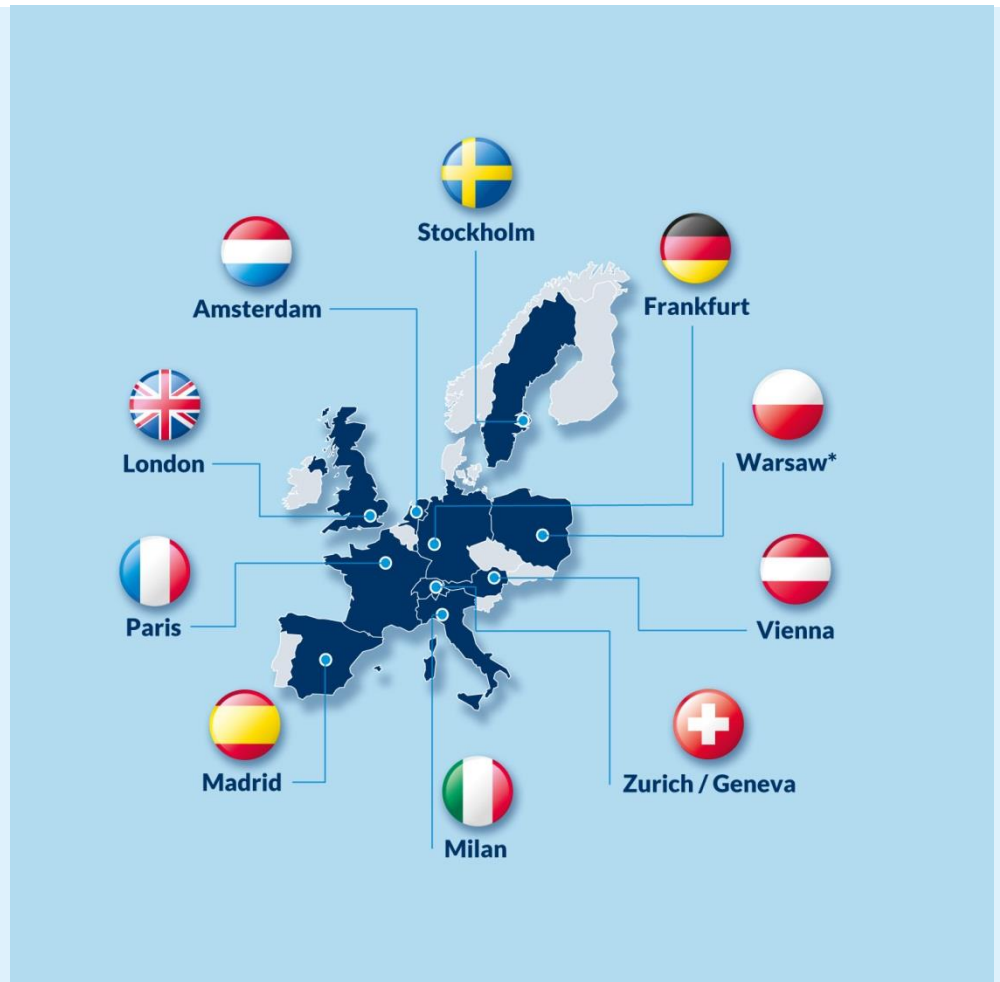 Stockholm
Amsterdam
Frankfurt
London
Warsaw*
Paris
Vienna
Madrid
Zurich / Geneva
Milan